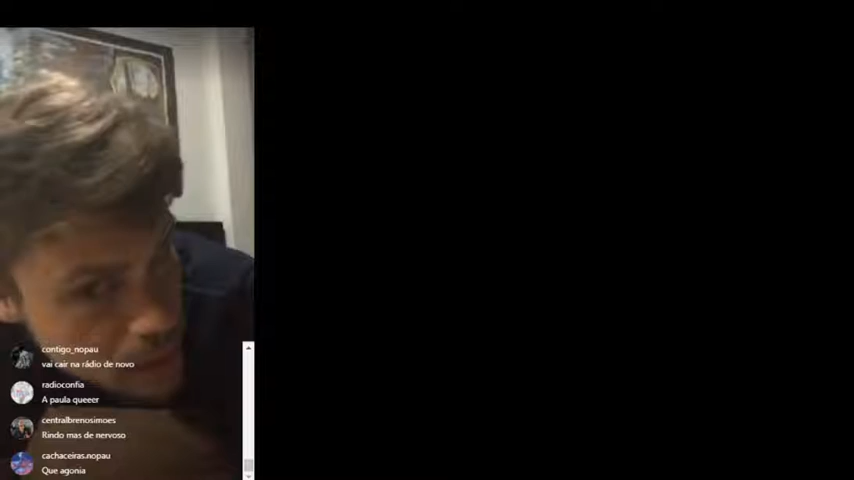 contigo_nopau
vai cair na rádio de novo
radioconfia
A paula queeer
centralbrenosimoes
Rindo mas de nervoso
cachaceiras.nopau
Que agonia